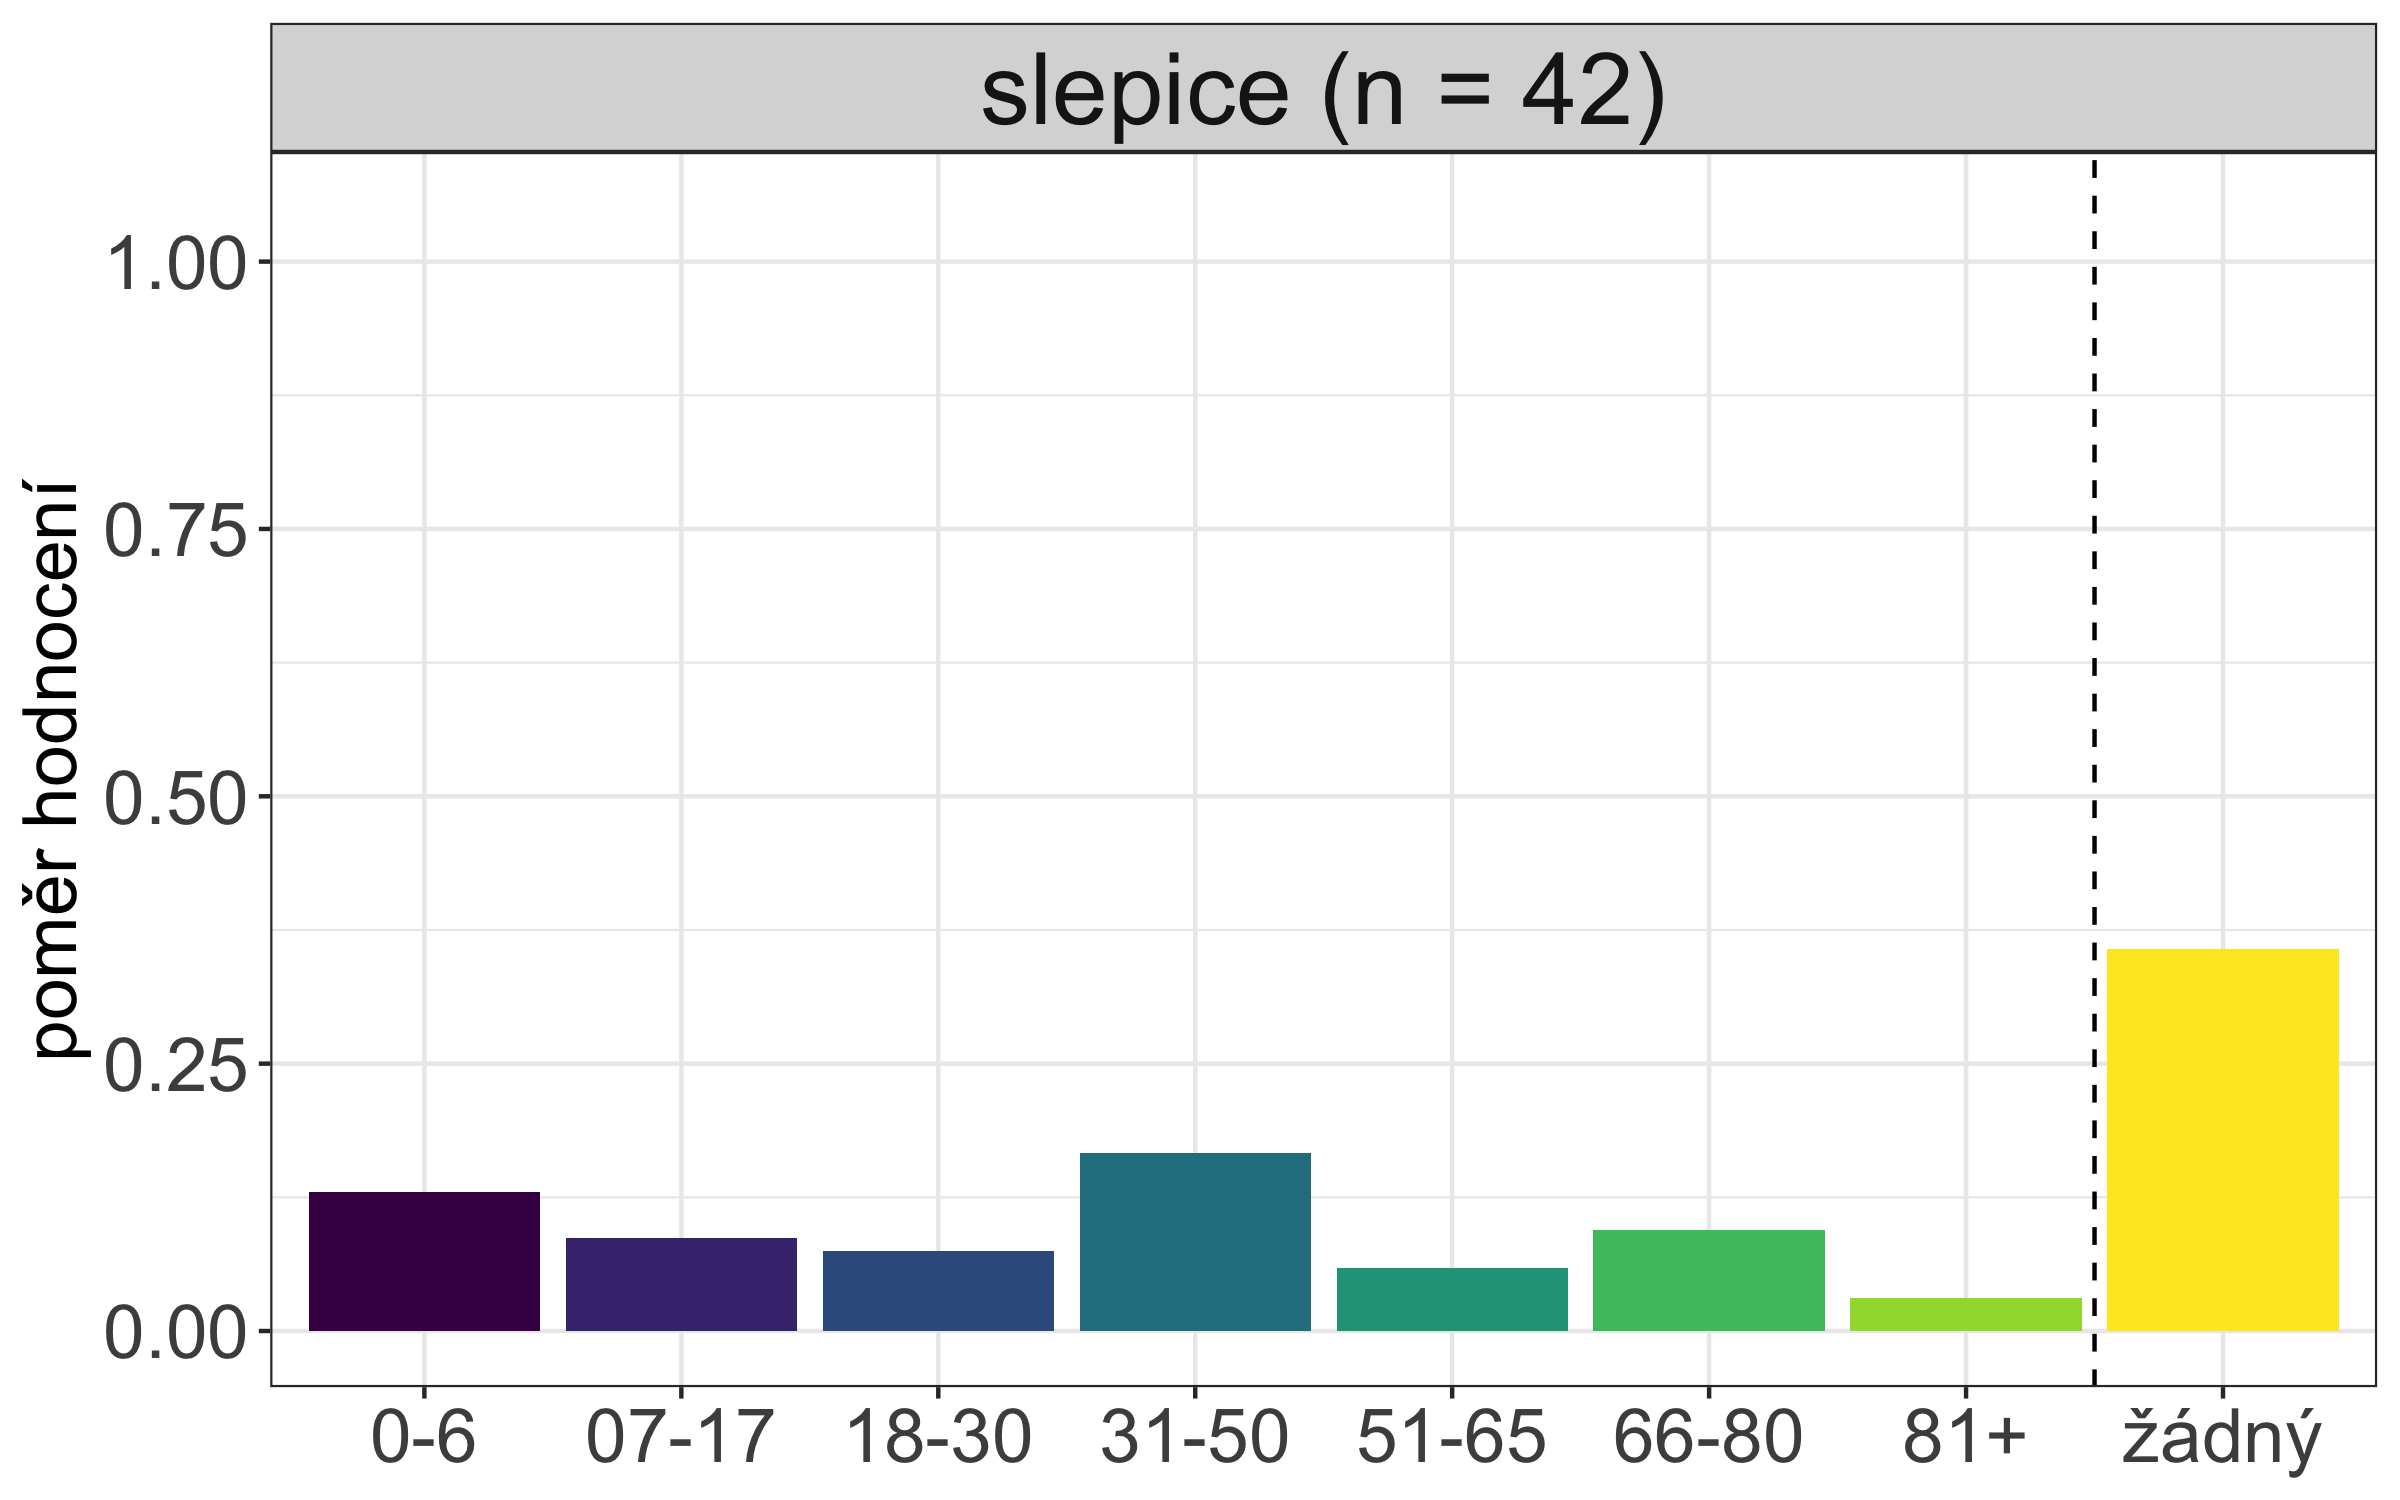 slepice (n = 42)
poměr hodnocení
1.00
0.75
0.50
0.25
0.00
0-6 07-17 18-30 31-50 51-65 66-80 81+ žádný